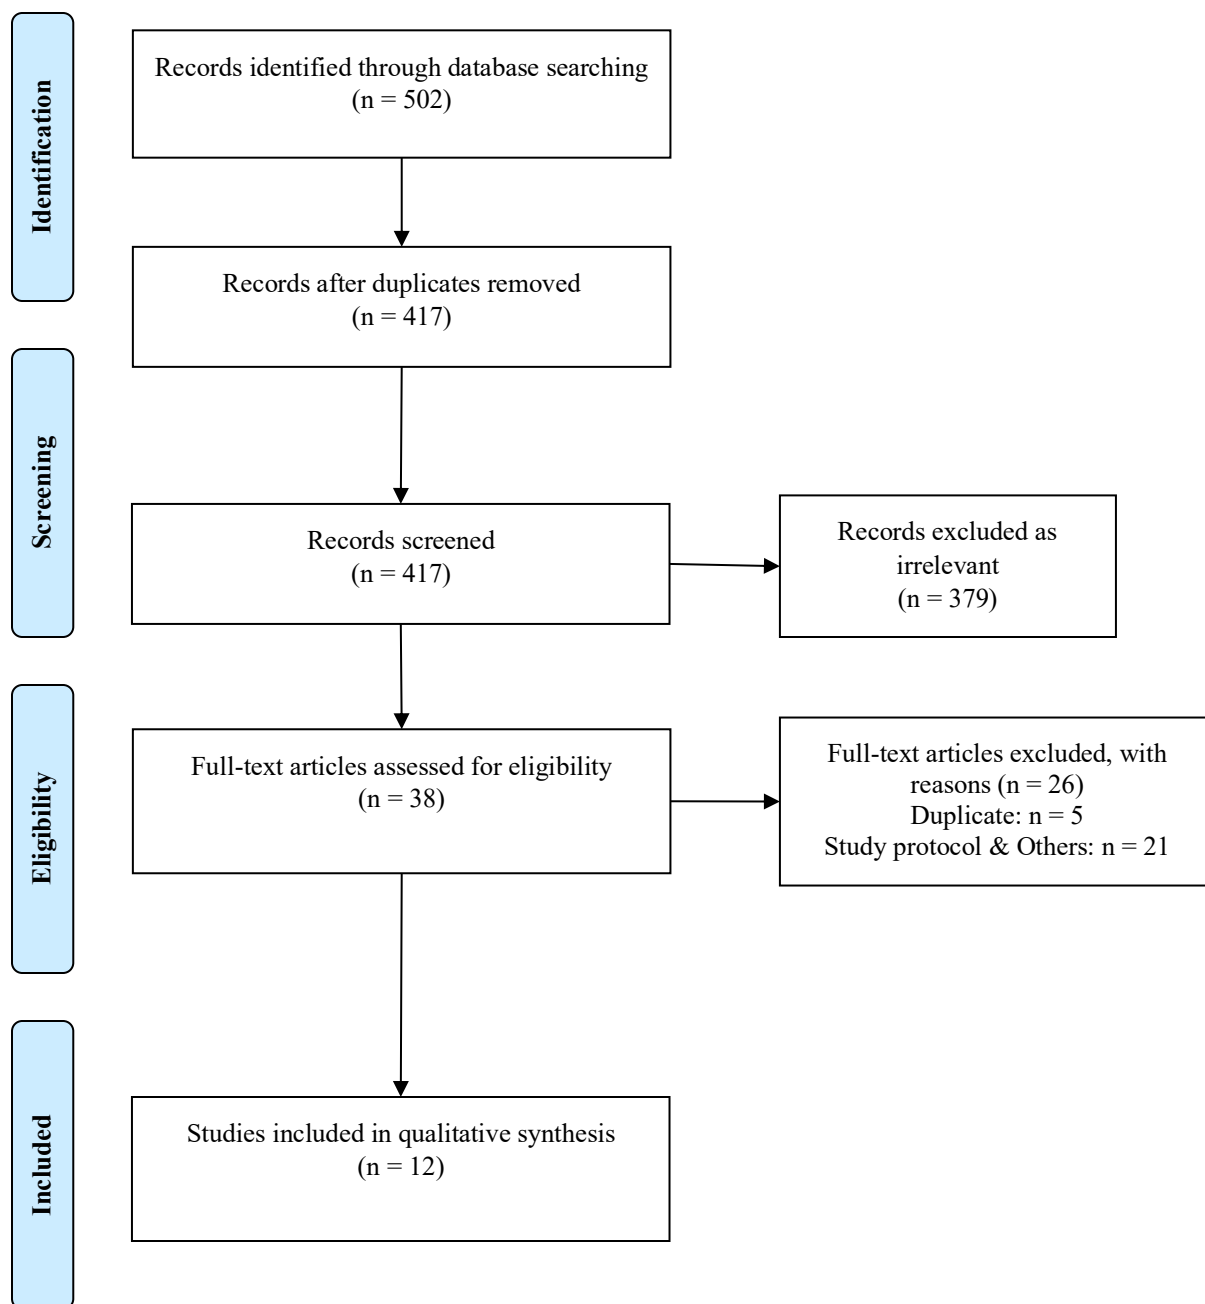 Identification
Records identified through database searching
(n = 502)
Records after duplicates removed
(n = 417)
Screening
Records screened
(n = 417)
Records excluded as
irrelevant
(n = 379)
Eligibility
Full-text articles assessed for eligibility
(n = 38)
Full-text articles excluded, with
reasons (n = 26)
Duplicate: n = 5
Study protocol & Others: n = 21
Included
Studies included in qualitative synthesis
(n = 12)